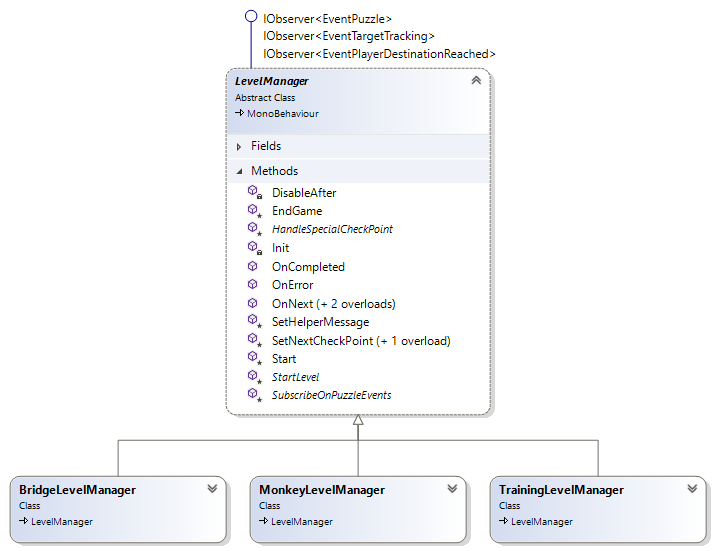 IObserver<EventPuzzle>
IObserver<EventTargetTracking>
IObserver<EventPlayerDestinationReached>
LevelManager
Abstract Class
MonoBehaviour
Fields
Methods
DisableAfter
EndGame
HandleSpecialCheckPoint
Init
OnCompleted
OnError
OnNext (+ 2 overloads)
SetHelperMessage
SetNextCheckPoint (+ 1 overload)
Start
StartLevel
SubscribeOnPuzzleEvents
BridgeLevelManager
Class
LevelManager
MonkeyLevelManager
Class
LevelManager
TrainingLevelManager
Class
LevelManager